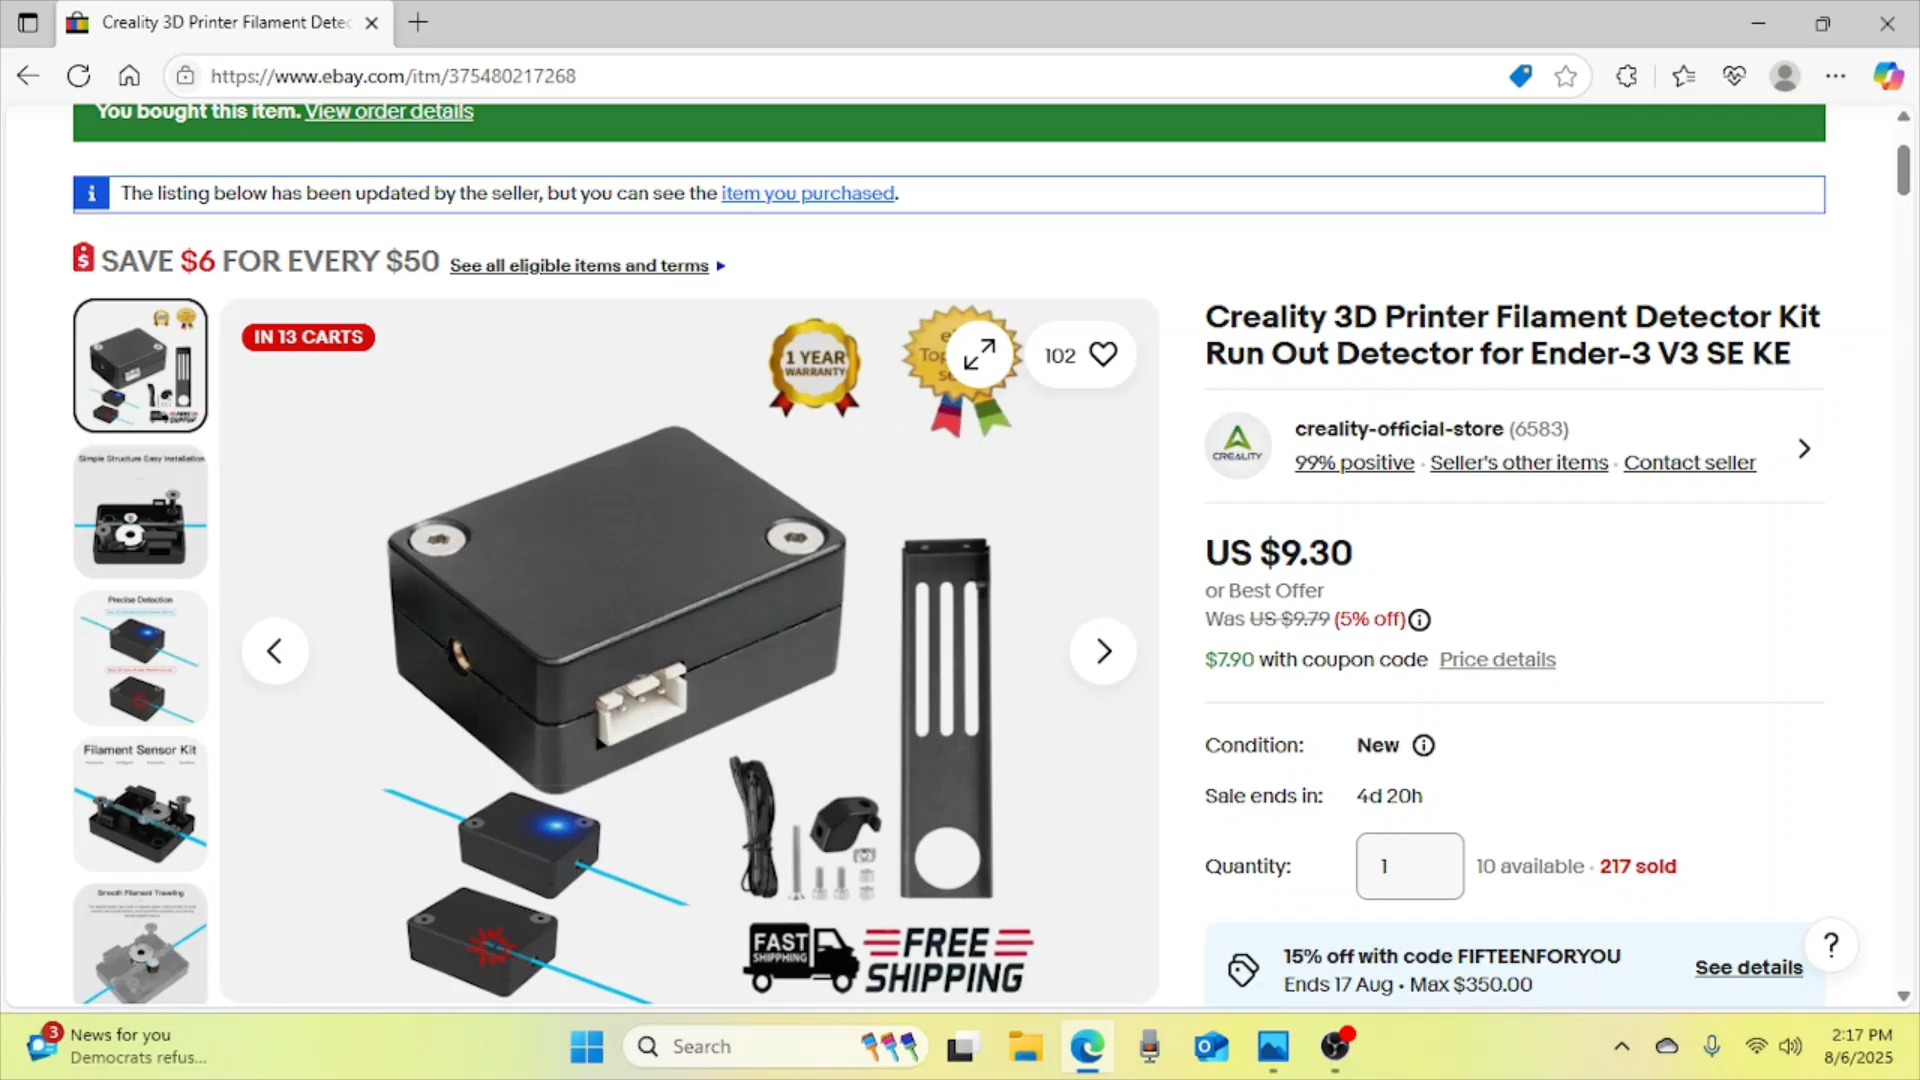 Creality 3D Printer Filament Detec
https://www.ebay.com/itm/375480217268
You bought this item. View order details
The listing below has been updated by the seller, but you can see the item you purchased.
SAVE $6 FOR EVERY $50 See all eligible items and terms
IN 13 CARTS
1 YEAR
WARRANTY
102
Simple Structure Easy Installation
Precise Detection
Filament Sensor Kit
Smooth Filament Traveling
FAST
SHIPPHING
FREE
SHIPPING
Creality 3D Printer Filament Detector Kit
Run Out Detector for Ender-3 V3 SE KE
CREALITY
creality-official-store (6583)
99% positive · Seller's other items · Contact seller
US $9.30
or Best Offer
Was US $9.79 (5% off)
$7.90 with coupon code Price details
Condition: New
Sale ends in: 4d 20h
Quantity: 1 10 available · 217 sold
15% off with code FIFTEENFORYOU
Ends 17 Aug • Max $350.00
See details
?
3
News for you
Democrats refus...
Search
2:17 PM
8/6/2025